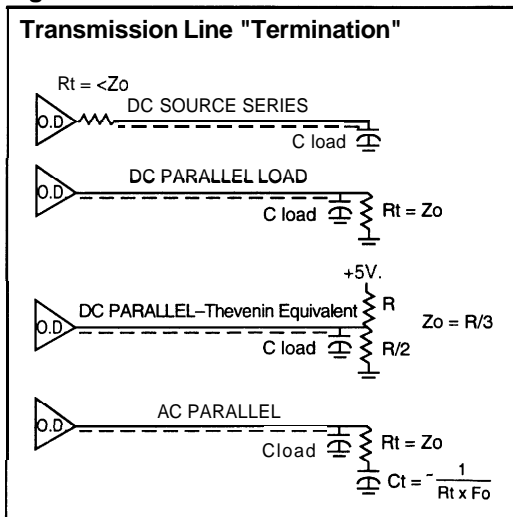 Transmission Line "Termination"
Rt = <Zo
O.D
DC SOURCE SERIES
C load
O.D
DC PARALLEL LOAD
C load
Rt = Zo
+5V.
O.D
DC PARALLEL–Thevenin Equivalent
R
Zo = R/3
C load
R/2
O.D
AC PARALLEL
Cload
Rt = Zo
Ct = ~ 1
Rt x Fo